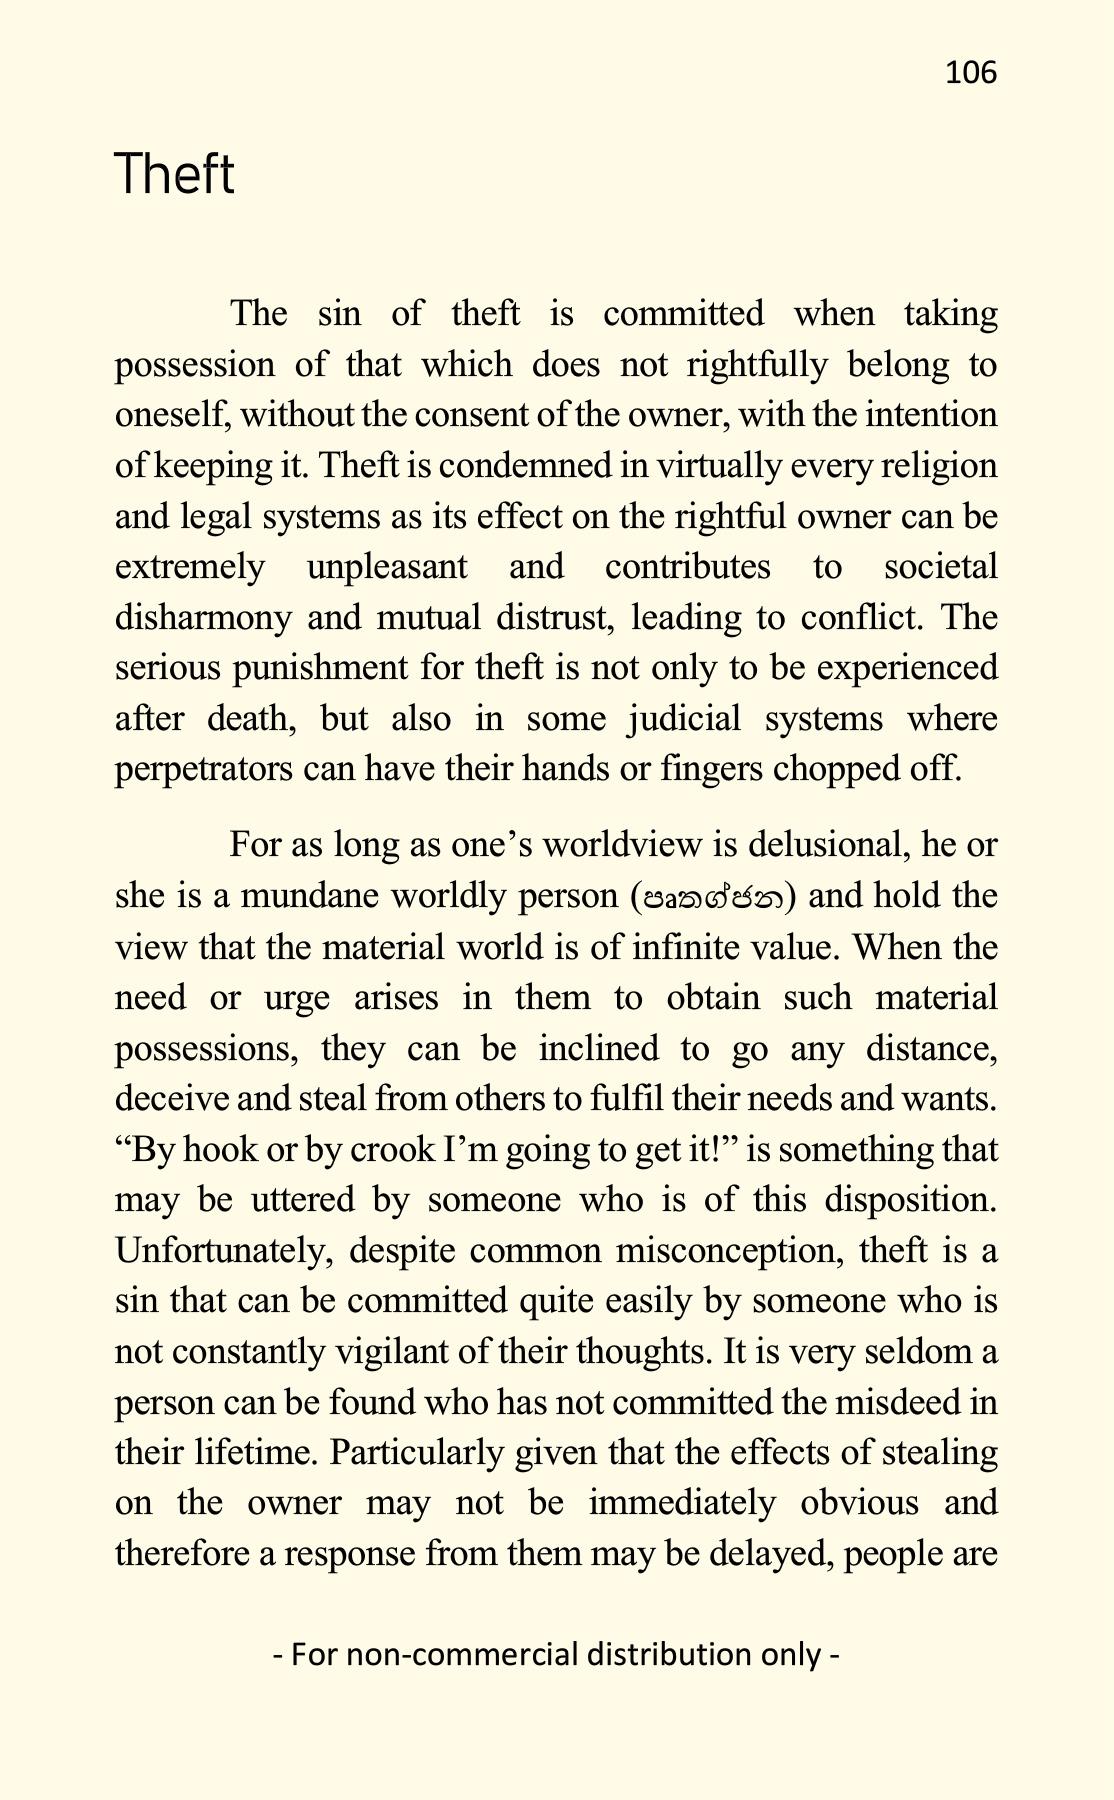 106
Theft
The sin of theft is committed when taking
possession of that which does not rightfully belong to
oneself, without the consent of the owner, with the intention
of keeping it. Theft is condemned in virtually every religion
and legal systems as its effect on the rightful owner can be
extremely unpleasant and contributes to societal
disharmony and mutual distrust, leading to conflict. The
serious punishment for theft is not only to be experienced
after death, but also in some judicial systems where
perpetrators can have their hands or fingers chopped off.
For as long as one’s worldview is delusional, he or
she is a mundane worldly person (පෘතග්ජන) and hold the
view that the material world is of infinite value. When the
need or urge arises in them to obtain such material
possessions, they can be inclined to go any distance,
deceive and steal from others to fulfil their needs and wants.
“By hook or by crook I’m going to get it!” is something that
may be uttered by someone who is of this disposition.
Unfortunately, despite common misconception, theft is a
sin that can be committed quite easily by someone who is
not constantly vigilant of their thoughts. It is very seldom a
person can be found who has not committed the misdeed in
their lifetime. Particularly given that the effects of stealing
on the owner may not be immediately obvious and
therefore a response from them may be delayed, people are
- For non-commercial distribution only -